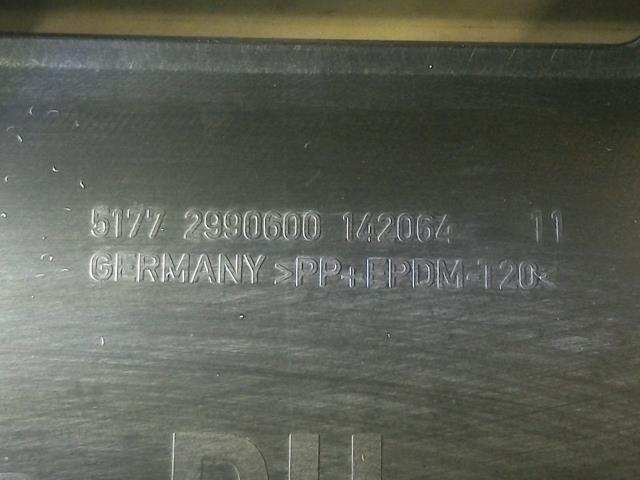 5177 2990600 142064 11
GERMANY >PP+EPDM-T20<